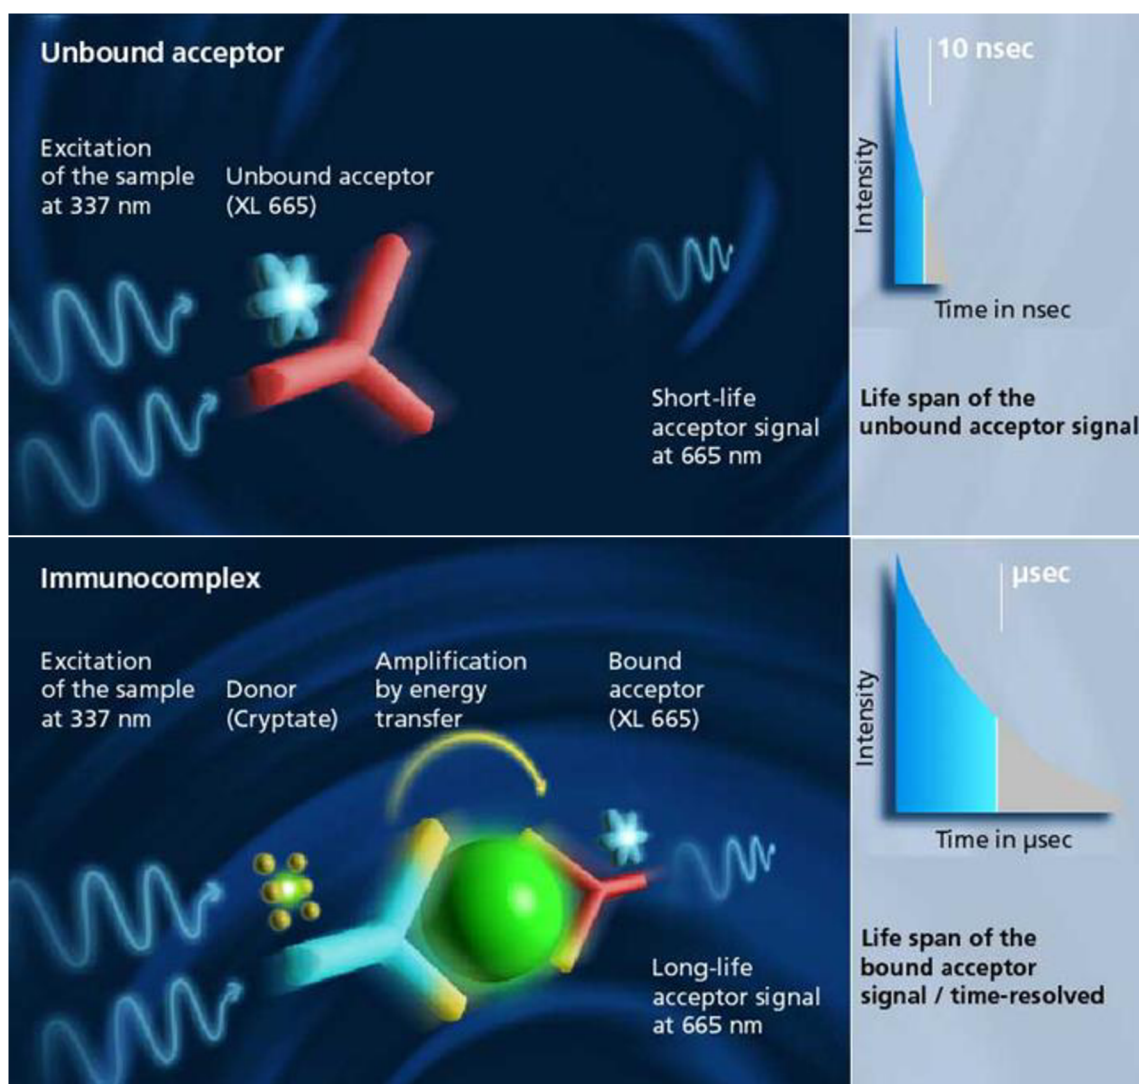 Unbound acceptor
Excitation
of the sample
at 337 nm
Unbound acceptor
(XL 665)
Short-life
acceptor signal
at 665 nm
10 nsec
Intensity
Time in nsec
Life span of the
unbound acceptor signal
Immunocomplex
Excitation
of the sample
at 337 nm
Donor
(Cryptate)
Amplification
by energy
transfer
Bound
acceptor
(XL 665)
Long-life
acceptor signal
at 665 nm
µsec
Intensity
Time in µsec
Life span of the
bound acceptor
signal / time-resolved